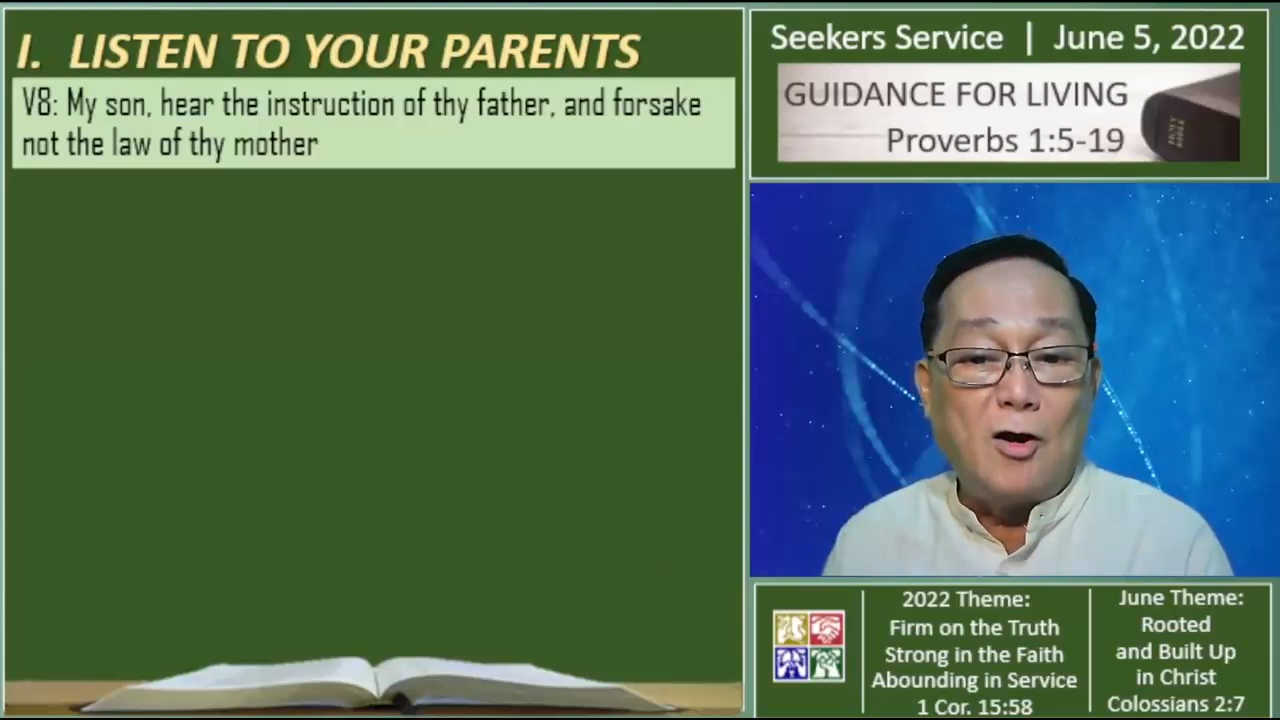 I. LISTEN TO YOUR PARENTS
V8: My son, hear the instruction of thy father, and forsake
not the law of thy mother
Seekers Service | June 5, 2022
GUIDANCE FOR LIVING
Proverbs 1:5-19
HOLY
BIBLE
2022 Theme:
Firm on the Truth
Strong in the Faith
Abounding in Service
1 Cor. 15:58
June Theme:
Rooted
and Built Up
in Christ
Colossians 2:7